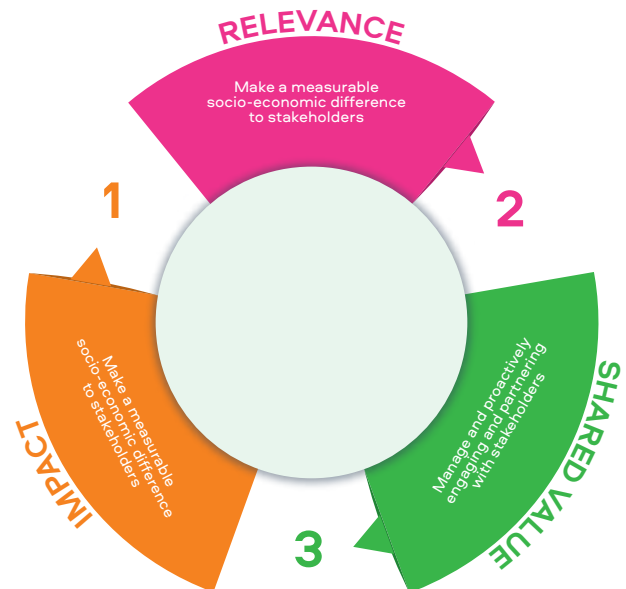 RELEVANCE
Make a measurable
socio-economic difference
to stakeholders
1
2
IMPACT
Make a measurable
socio-economic difference
to stakeholders
SHARED VALUE
Manage and proactively
engaging and partnering
with stakeholders
3